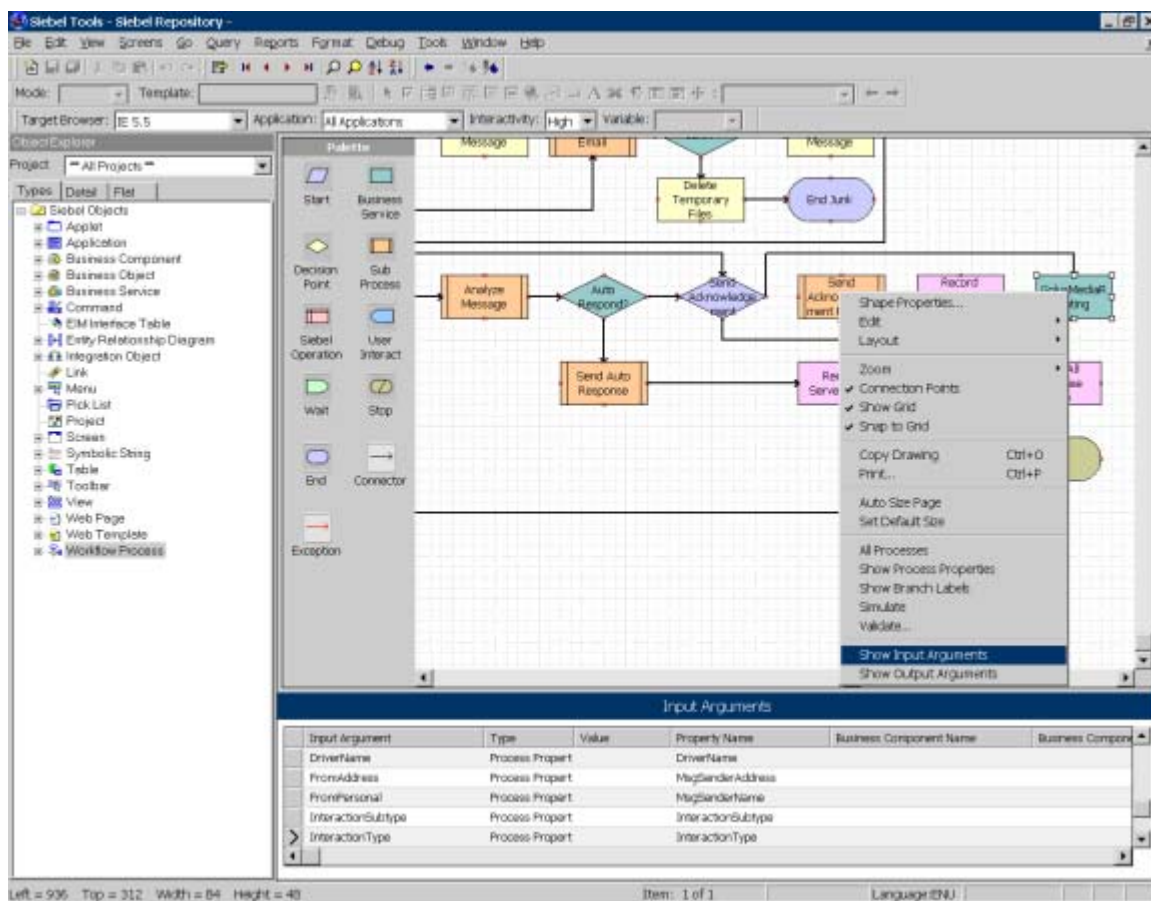 Siebel Tools - Siebel Repository -
File Edit View Screens Go Query Reports Format Debug Tools Window Help
Mode: Template:
Target Browser: IE 5.5 Application: All Applications Interactivity: High Variable:
Object Explorer
Project ** All Projects **
Types Detail Flat
Siebel Objects
Applet
Application
Business Component
Business Object
Business Service
Command
EIM Interface Table
Entity Relationship Diagram
Integration Object
Link
Menu
Pick List
Project
Screen
Symbolic String
Table
Toolbar
View
Web Page
Web Template
Workflow Process
Palette
Start
Business Service
Decision Point
Sub Process
Siebel Operation
User Interact
Wait
Stop
End
Connector
Exception
Message
Email
Message
Delete Temporary Files
End Junk
Analyze Message
Auto Respond?
Send Acknowledgement
Send
Ackno
ment
Record
Send Auto Response
Serve
Shape Properties...
Edit
Layout
Zoom
Connection Points
Show Grid
Snap to Grid
Copy Drawing Ctrl+O
Print... Ctrl+P
Auto Size Page
Set Default Size
All Processes
Show Process Properties
Show Branch Labels
Simulate
Validate...
Show Input Arguments
Show Output Arguments
Input Arguments
Input Argument Type Value Property Name Business Component Name Business Compone
DriverName Process Propert DriverName
FromAddress Process Propert MsgSenderAddress
FromPersonal Process Propert MsgSenderName
InteractionSubtype Process Propert InteractionSubtype
InteractionType Process Propert InteractionType
Left = 936 Top = 312 Width = 84 Height = 48 Item: 1 of 1 Language:ENU